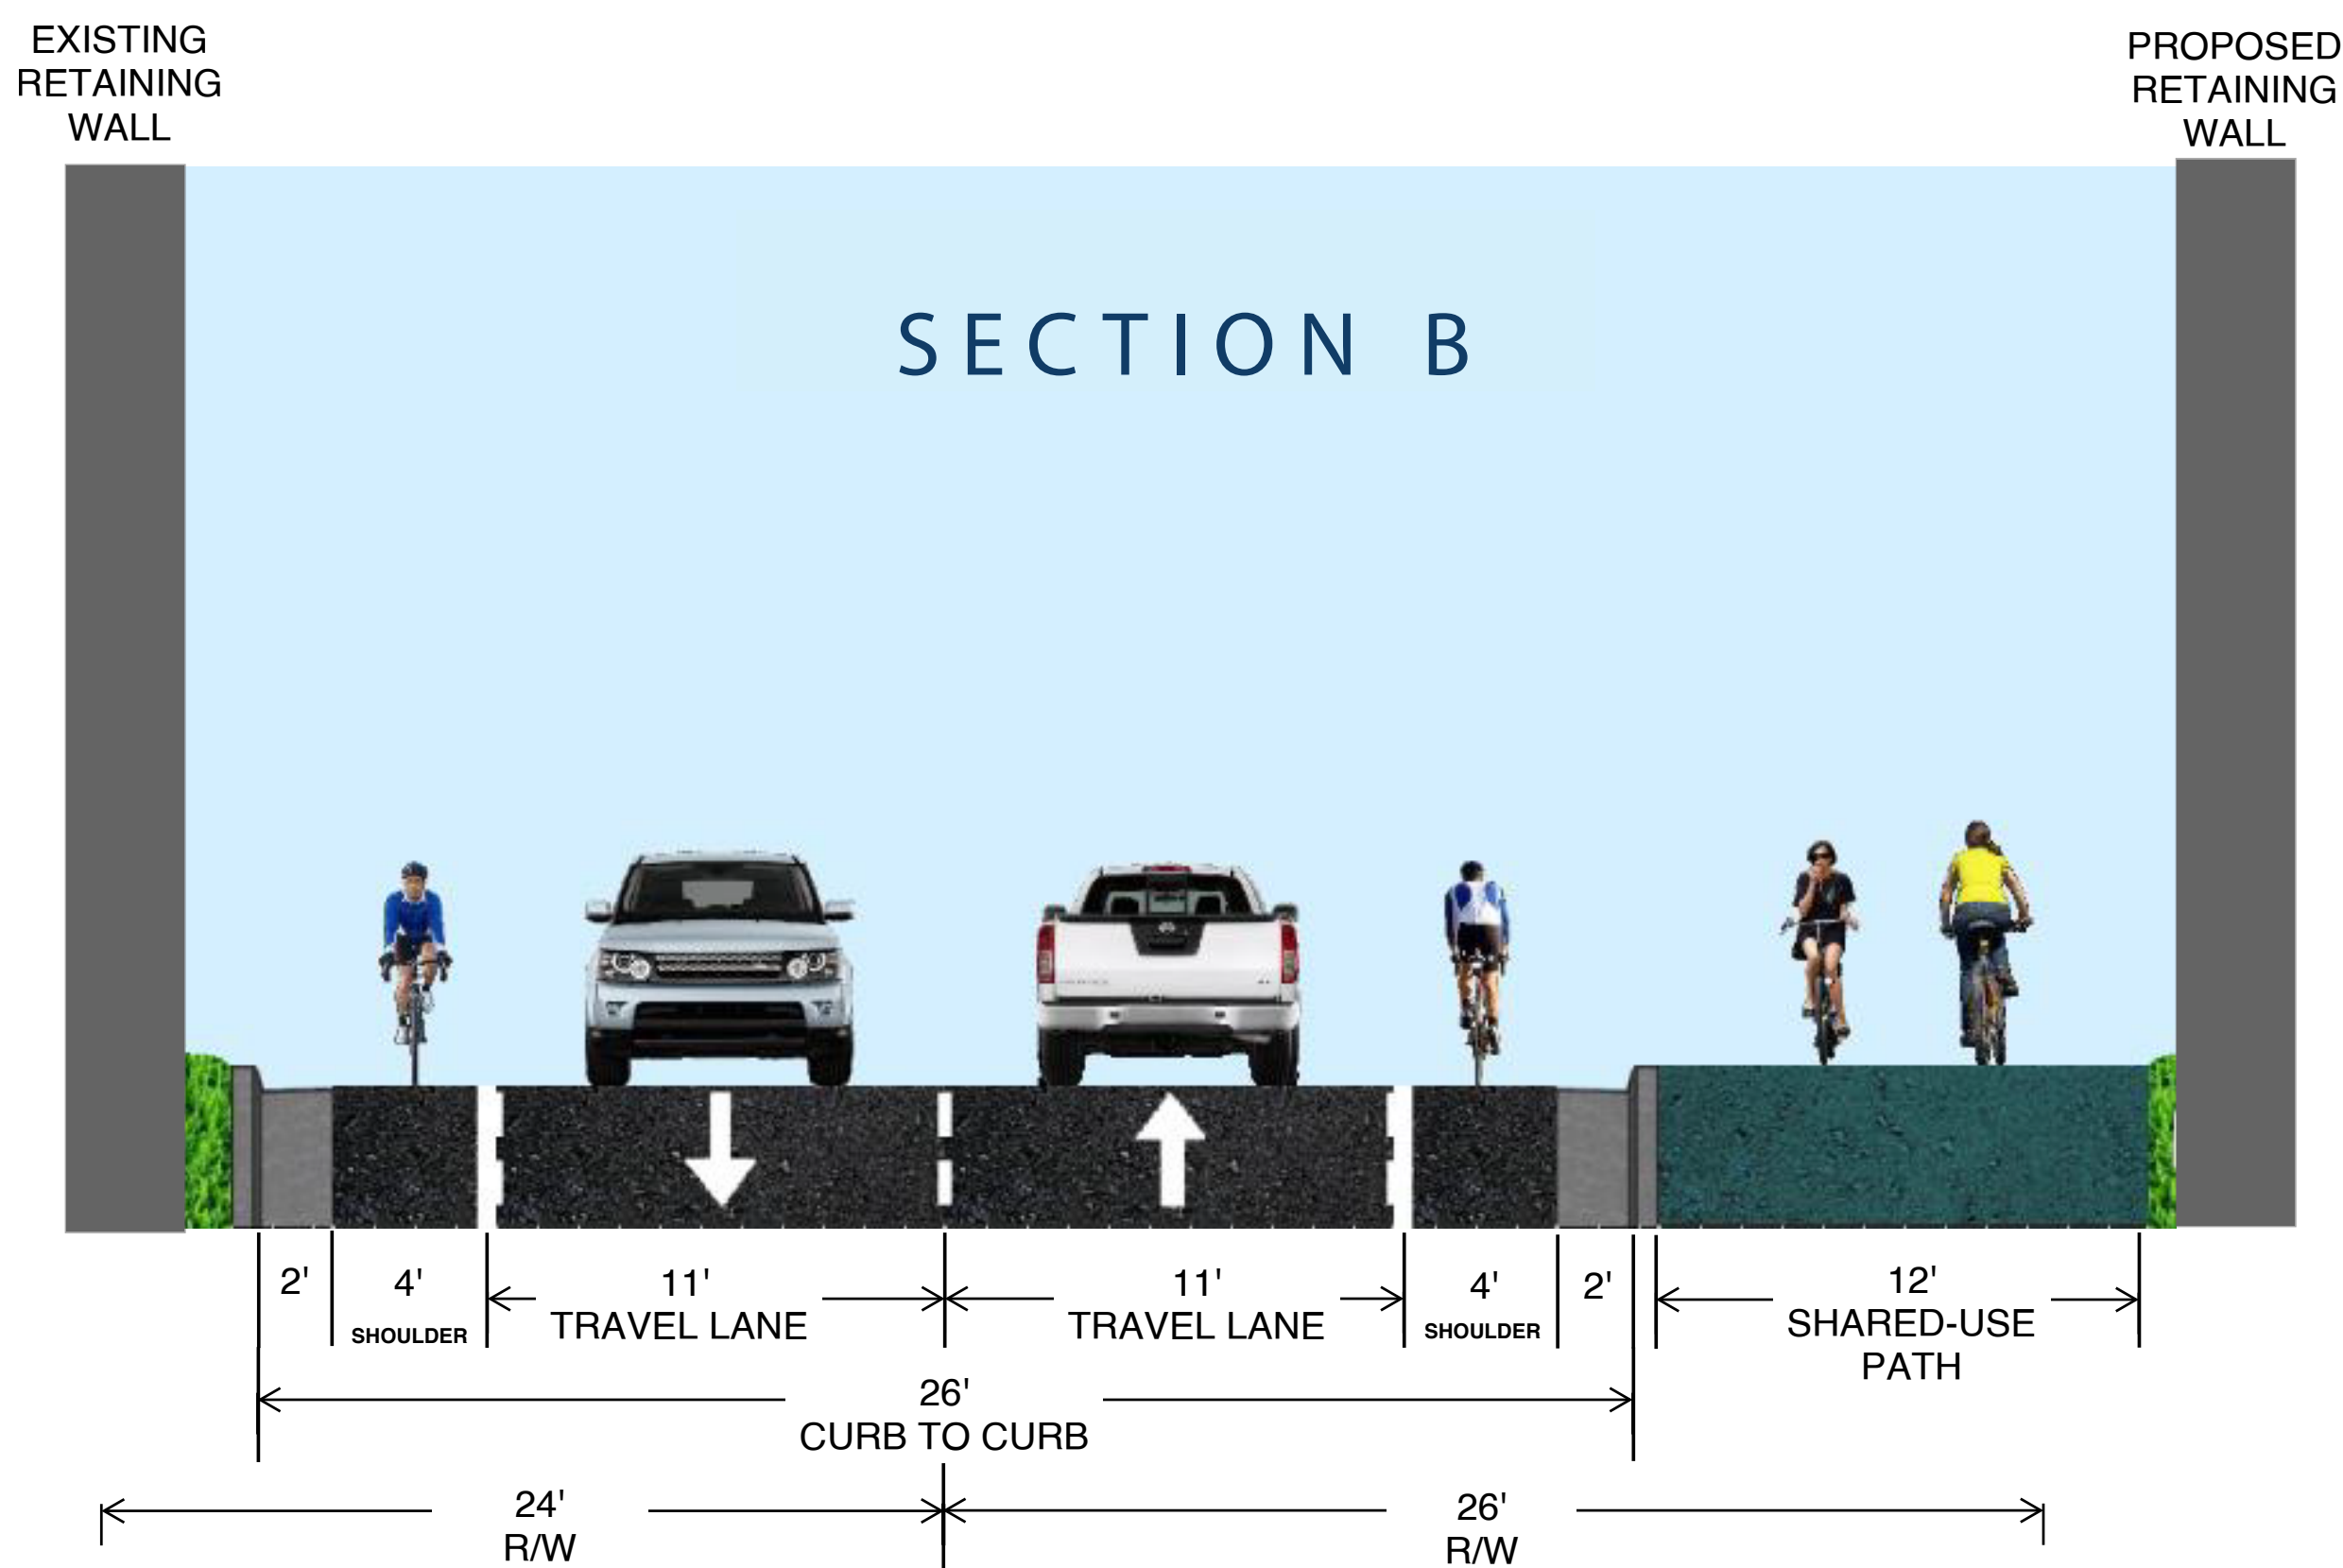 EXISTING
RETAINING
WALL
PROPOSED
RETAINING
WALL
SECTION B
2'
4'
SHOULDER
11'
TRAVEL LANE
11'
TRAVEL LANE
4'
SHOULDER
2'
12'
SHARED-USE
PATH
26'
CURB TO CURB
24'
R/W
26'
R/W